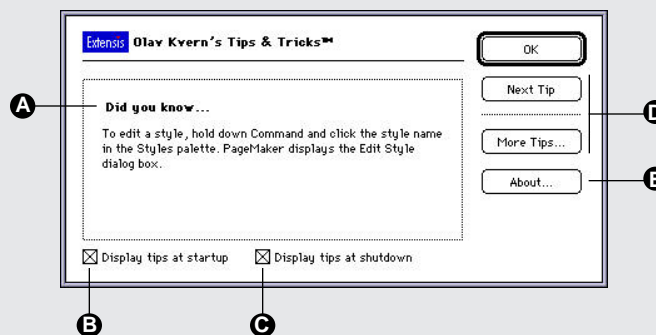 Extensis Olav Kvern's Tips & Tricks™
OK
Next Tip
More Tips...
About...
A
Did you know...
To edit a style, hold down Command and click the style name
in the Styles palette. PageMaker displays the Edit Style
dialog box.
Display tips at startup
Display tips at shutdown
B
C